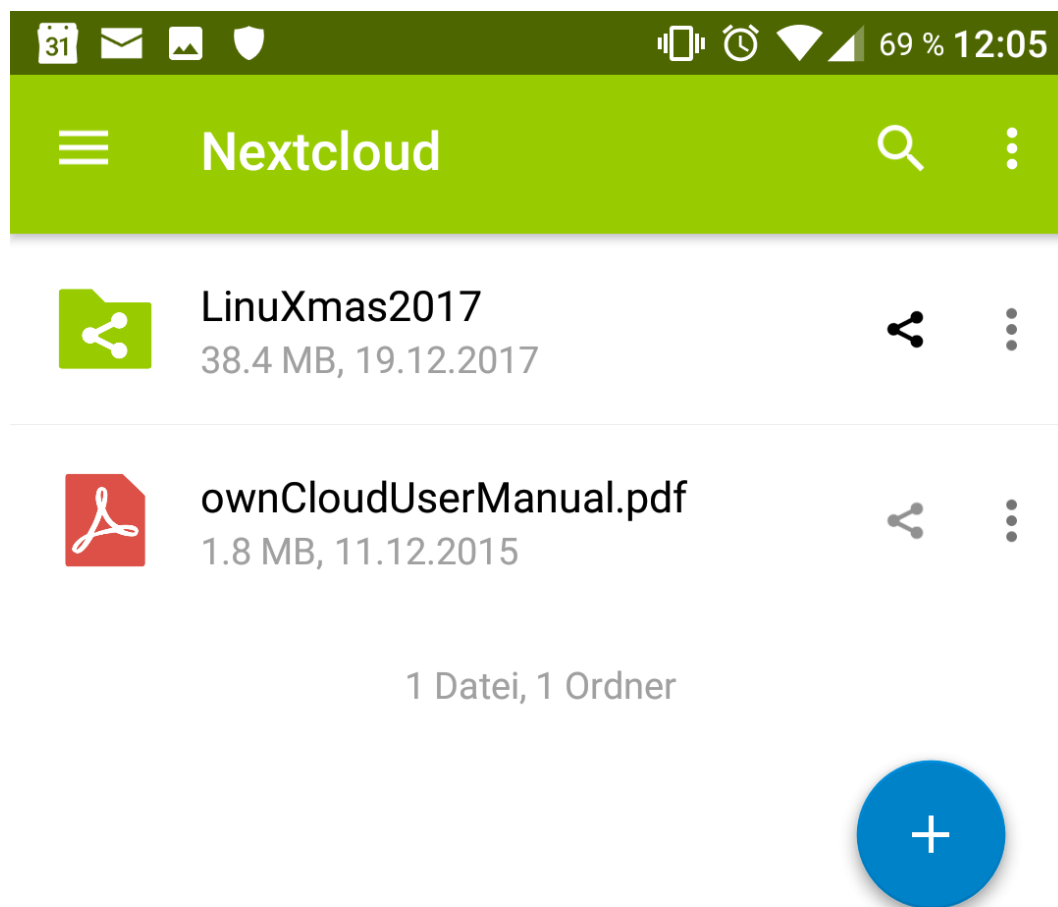 31 69 % 12:05
Nextcloud
LinuXmas2017
38.4 MB, 19.12.2017
ownCloudUserManual.pdf
1.8 MB, 11.12.2015
1 Datei, 1 Ordner